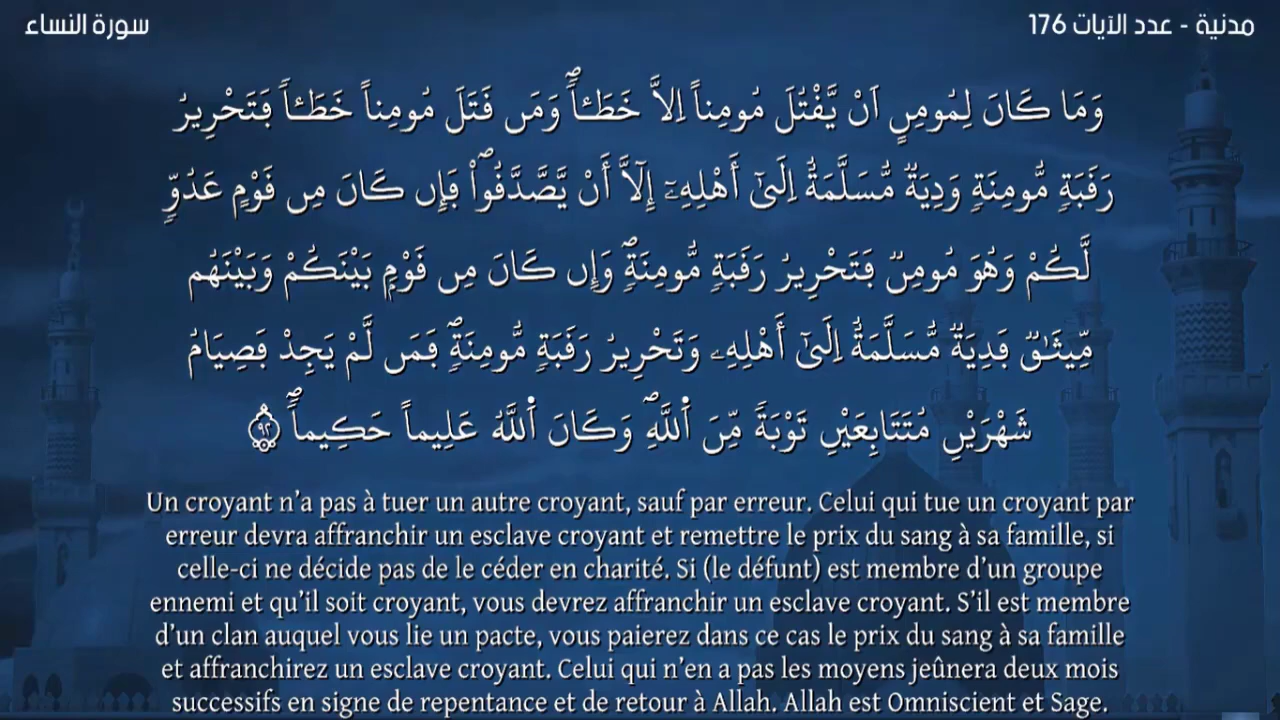 مدنية - عدد الآيات 176
سورة النساء
وَمَا كَانَ لِمُومِنٍ اَنْ يَّقْتُلَ مُومِناً اِلاَّ خَطَـٔاًۖ وَمَن قَتَلَ مُومِناً خَطَـٔاً فَتَحْرِيرُ
رَقَبَةٖ مُّومِنَةٖ وَدِيَةٞ مُّسَلَّمَةٌ اِلَىٰٓ أَهْلِهِۦٓ إِلَّآ أَنْ يَّصَّدَّقُواْۖ فَإِن كَانَ مِن قَوْمٍ عَدُوّٖ
لَّكُمْ وَهُوَ مُومِنٞ فَتَحْرِيرُ رَقَبَةٖ مُّومِنَةٖۖ وَإِن كَانَ مِن قَوْمِۢ بَيْنَكُمْ وَبَيْنَهُم
مِّيثَٰقٞ فَدِيَةٞ مُّسَلَّمَةٌ اِلَىٰٓ أَهْلِهِۦ وَتَحْرِيرُ رَقَبَةٖ مُّومِنَةٖۖ فَمَن لَّمْ يَجِدْ فَصِيَامُ
شَهْرَيْنِ مُتَتَابِعَيْنِ تَوْبَةٗ مِّنَ اَ۬للَّهِۖ وَكَانَ اَ۬للَّهُ عَلِيماً حَكِيماًۖ ٩٢
Un croyant n’a pas à tuer un autre croyant, sauf par erreur. Celui qui tue un croyant par
erreur devra affranchir un esclave croyant et remettre le prix du sang à sa famille, si
celle-ci ne décide pas de le céder en charité. Si (le défunt) est membre d’un groupe
ennemi et qu’il soit croyant, vous devrez affranchir un esclave croyant. S’il est membre
d’un clan auquel vous lie un pacte, vous paierez dans ce cas le prix du sang à sa famille
et affranchirez un esclave croyant. Celui qui n’en a pas les moyens jeûnera deux mois
successifs en signe de repentance et de retour à Allah. Allah est Omniscient et Sage.